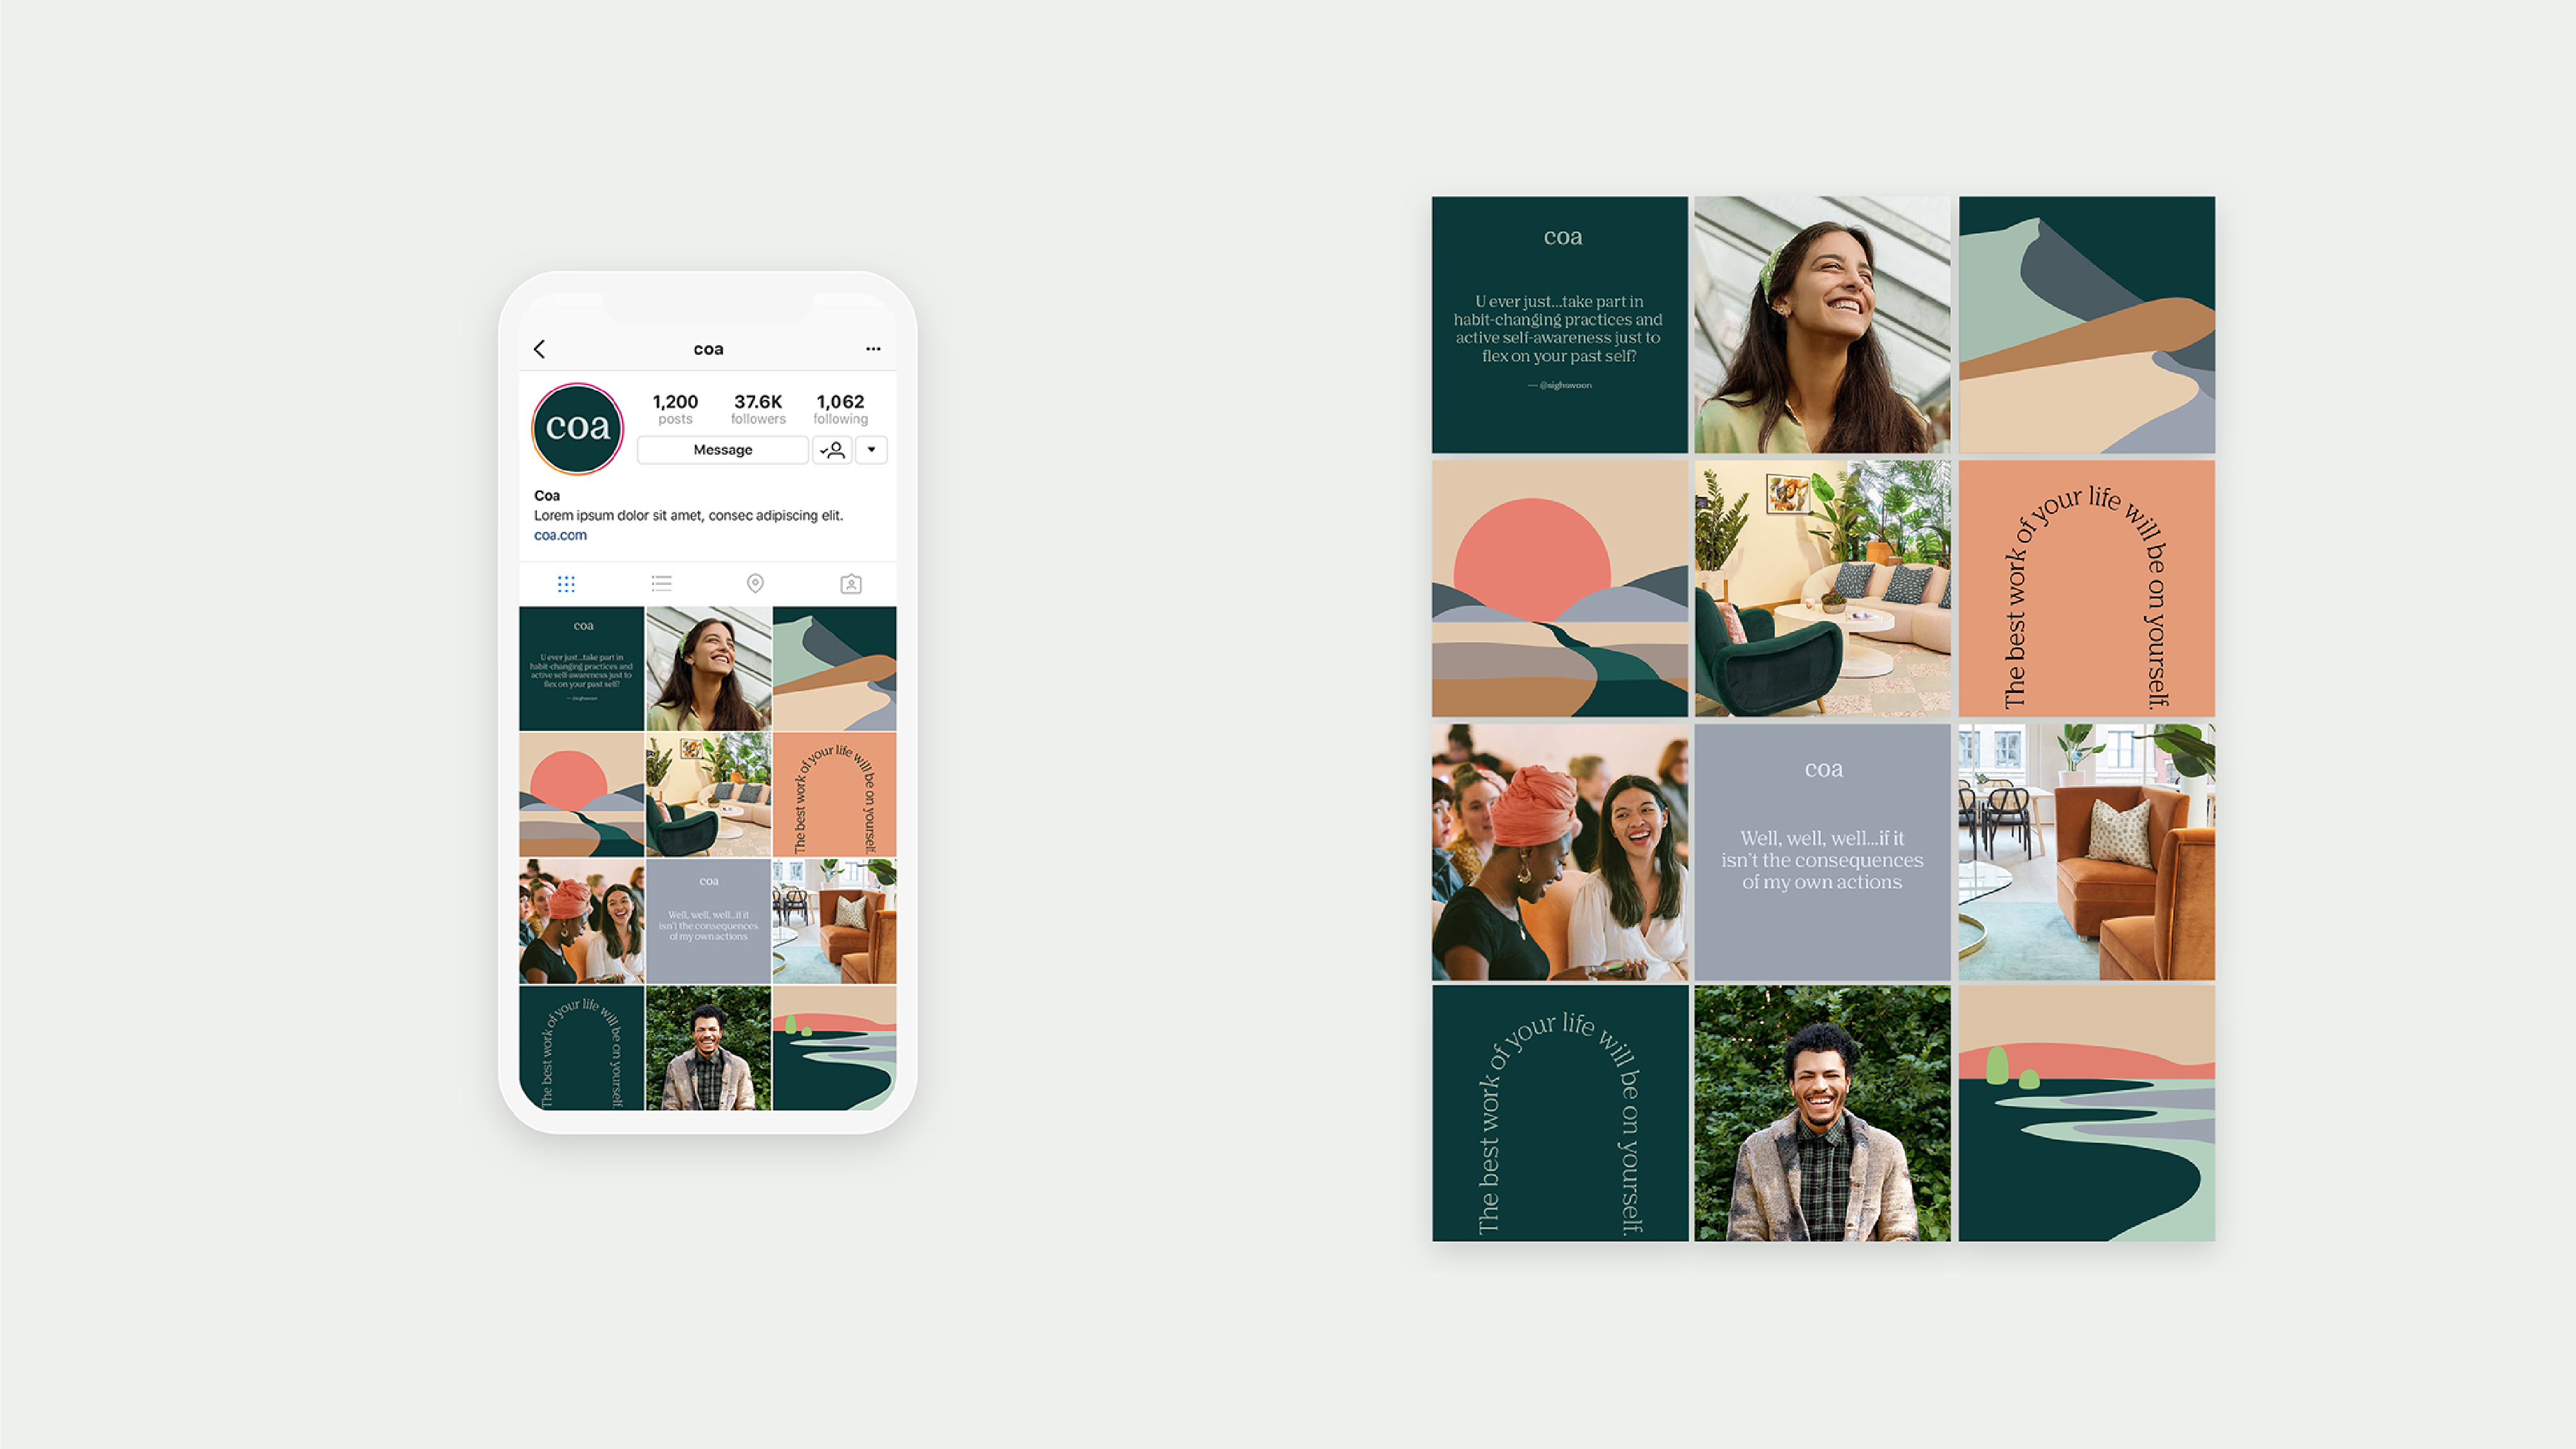 coa
coa
1,200
posts
37.6K
followers
1,062
following
Message
Coa
Lorem ipsum dolor sit amet, consec adipiscing elit.
coa.com
coa
U ever just...take part in
habit-changing practices and
active self-awareness just to
flex on your past self?
— @sighswoon
The best work of your life will be on yourself.
coa
Well, well, well...if it
isn't the consequences
of my own actions
The best work of your life will be on yourself.
coa
U ever just...take part in
habit-changing practices and
active self-awareness just to
flex on your past self?
— @sighswoon
The best work of your life will be on yourself.
coa
Well, well, well...if it
isn't the consequences
of my own actions
The best work of your life will be on yourself.